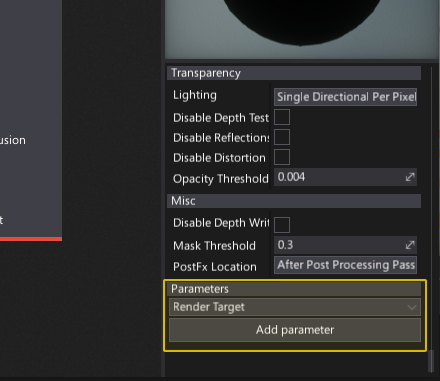 Transparency
Lighting Single Directional Per Pixel
Disable Depth Test
Disable Reflections
Disable Distortion
Opacity Threshold 0.004
usion
Misc
Disable Depth Writ
t
Mask Threshold 0.3
PostFx Location After Post Processing Pass
Parameters
Render Target
Add parameter